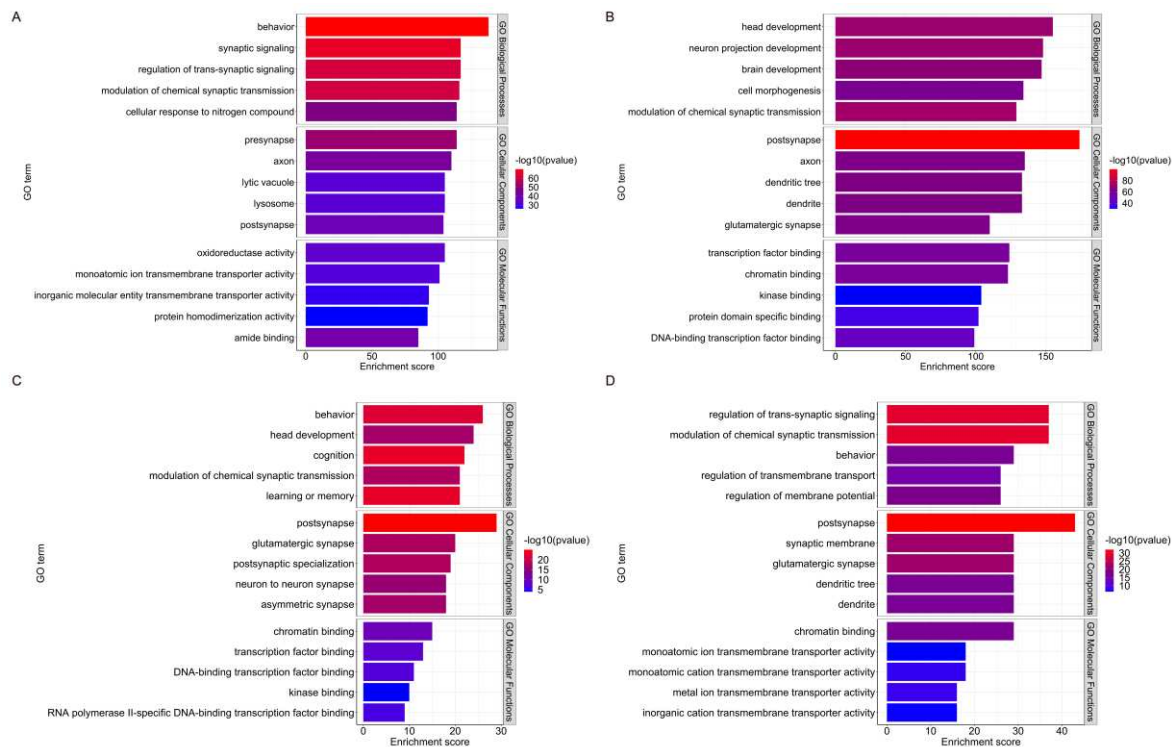 A
GO term
behavior
synaptic signaling
regulation of trans-synaptic signaling
modulation of chemical synaptic transmission
cellular response to nitrogen compound
GO Biological Processes
presynapse
axon
lytic vacuole
lysosome
postsynapse
GO Cellular Components
oxidoreductase activity
monoatomic ion transmembrane transporter activity
inorganic molecular entity transmembrane transporter activity
protein homodimerization activity
amide binding
GO Molecular Functions
0 50 100
Enrichment score
-log10(pvalue)
60
50
40
30
B
GO term
head development
neuron projection development
brain development
cell morphogenesis
modulation of chemical synaptic transmission
GO Biological Processes
postsynapse
axon
dendritic tree
dendrite
glutamatergic synapse
GO Cellular Components
transcription factor binding
chromatin binding
kinase binding
protein domain specific binding
DNA-binding transcription factor binding
GO Molecular Functions
0 50 100 150
Enrichment score
-log10(pvalue)
80
60
40
C
GO term
behavior
head development
cognition
modulation of chemical synaptic transmission
learning or memory
GO Biological Processes
postsynapse
glutamatergic synapse
postsynaptic specialization
neuron to neuron synapse
asymmetric synapse
GO Cellular Components
chromatin binding
transcription factor binding
DNA-binding transcription factor binding
kinase binding
RNA polymerase II-specific DNA-binding transcription factor binding
GO Molecular Functions
0 10 20 30
Enrichment score
-log10(pvalue)
20
15
10
5
D
GO term
regulation of trans-synaptic signaling
modulation of chemical synaptic transmission
behavior
regulation of transmembrane transport
regulation of membrane potential
GO Biological Processes
postsynapse
synaptic membrane
glutamatergic synapse
dendritic tree
dendrite
GO Cellular Components
chromatin binding
monoatomic ion transmembrane transporter activity
monoatomic cation transmembrane transporter activity
metal ion transmembrane transporter activity
inorganic cation transmembrane transporter activity
GO Molecular Functions
0 10 20 30 40
Enrichment score
-log10(pvalue)
30
25
20
15
10